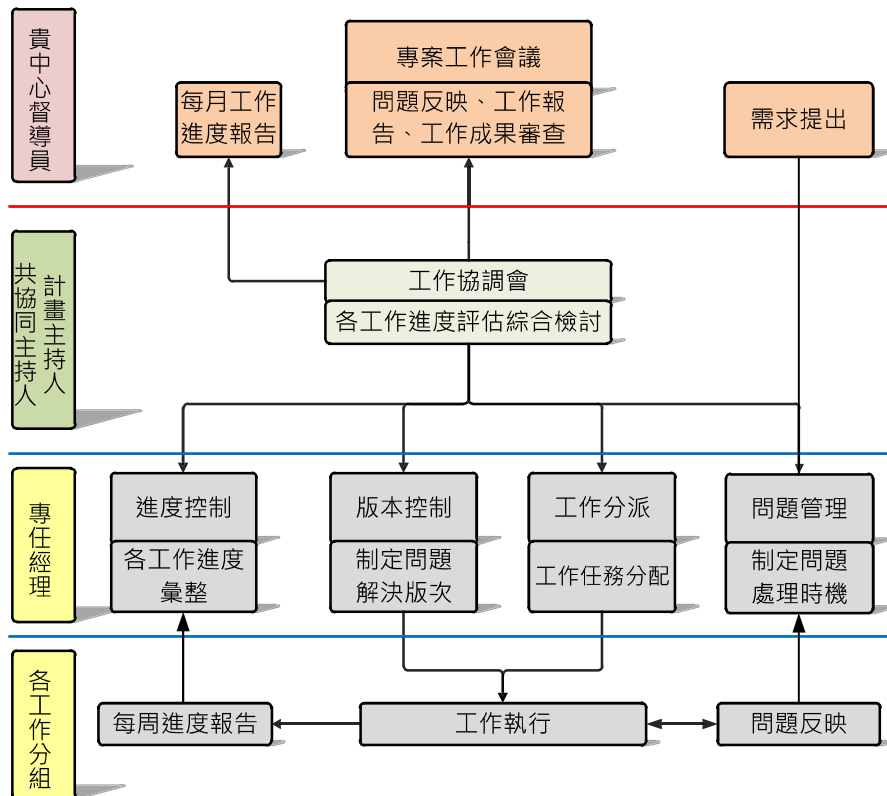 貴中心督導員
每月工作
進度報告
專案工作會議
問題反映、工作報
告、工作成果審查
需求提出
計畫主持人
共協同主持人
工作協調會
各工作進度評估綜合檢討
專任經理
進度控制
各工作進度
彙整
版本控制
制定問題
解決版次
工作分派
工作任務分配
問題管理
制定問題
處理時機
各工作分組
每周進度報告
工作執行
問題反映